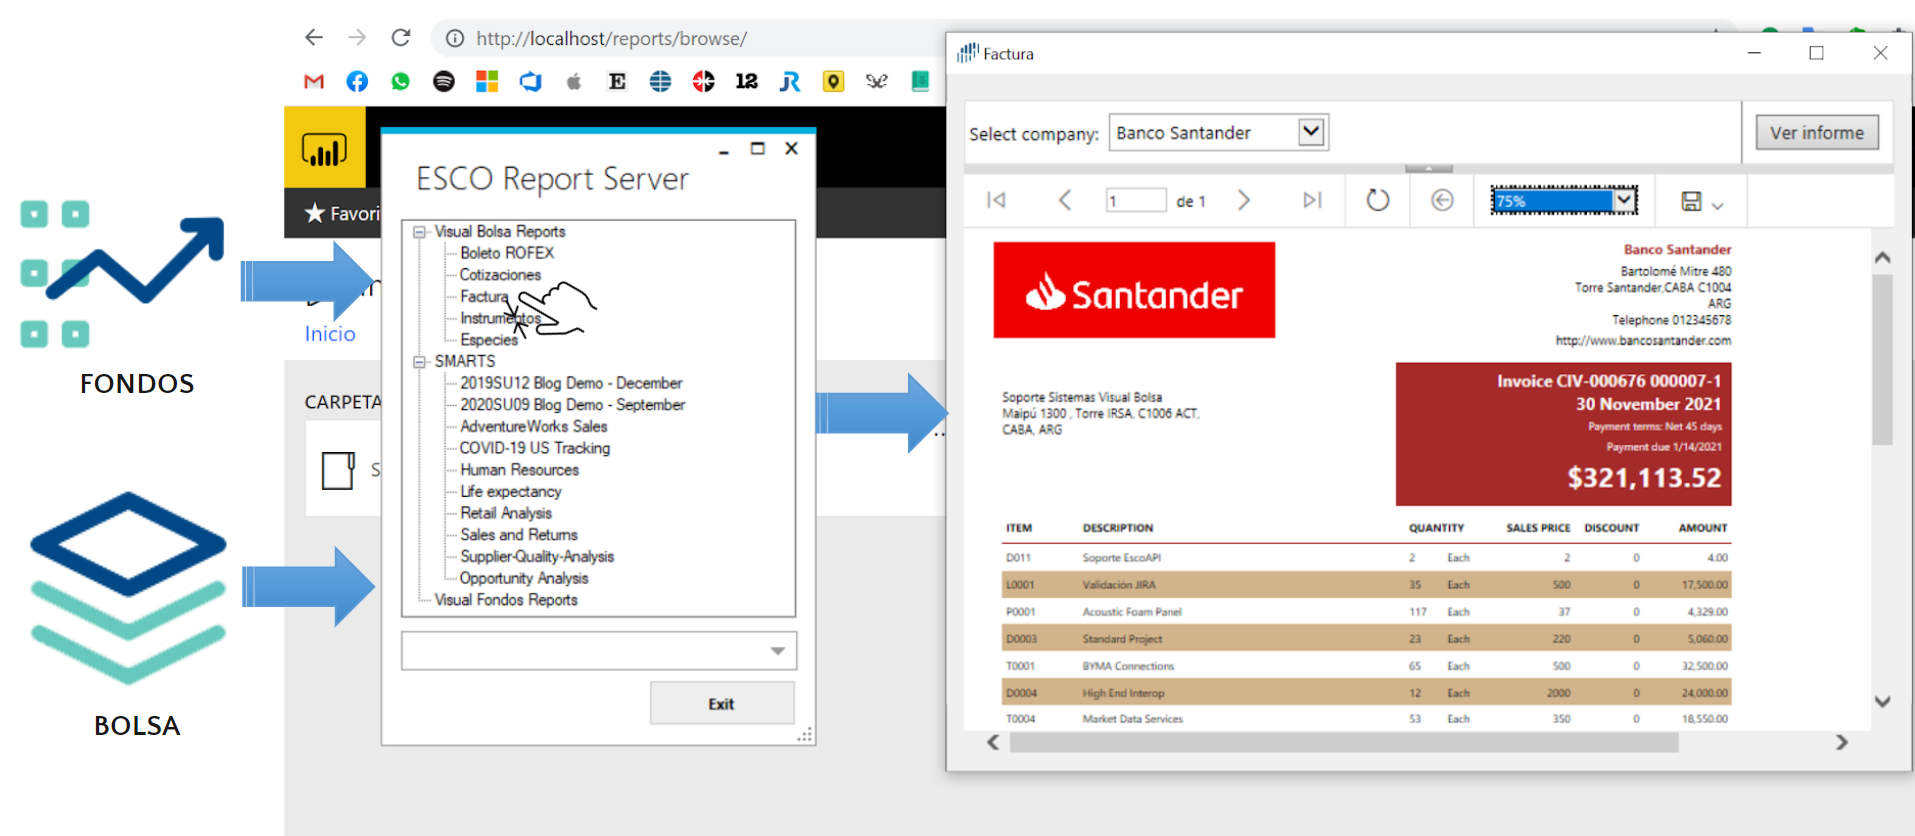 http://localhost/reports/browse/
E
12
JR
Favori
Inicio
CARPETA
S
FONDOS
BOLSA
ESCO Report Server
Visual Bolsa Reports
Boleto ROFEX
Cotizaciones
Factura
Instrumentos
Especies
SMARTS
2019SU12 Blog Demo - December
2020SU09 Blog Demo - September
AdventureWorks Sales
COVID-19 US Tracking
Human Resources
Life expectancy
Retail Analysis
Sales and Returns
Supplier-Quality-Analysis
Opportunity Analysis
Visual Fondos Reports
Exit
Factura
Select company: Banco Santander
Ver informe
1 de 1
75%
Santander
Banco Santander
Bartolomé Mitre 480
Torre Santander,CABA C1004
ARG
Telephone 012345678
http://www.bancosantander.com
Soporte Sistemas Visual Bolsa
Maipú 1300 , Torre IRSA, C1006 ACT,
CABA, ARG
Invoice CIV-000676 000007-1
30 November 2021
Payment terms: Net 45 days
Payment due 1/14/2021
$321,113.52
ITEM DESCRIPTION QUANTITY SALES PRICE DISCOUNT AMOUNT
D011 Soporte EscoAPI 2 Each 2 0 4.00
L0001 Validación JIRA 35 Each 500 0 17,500.00
P0001 Acoustic Foam Panel 117 Each 37 0 4,329.00
D0003 Standard Project 23 Each 220 0 5,060.00
T0001 BYMA Connections 65 Each 500 0 32,500.00
D0004 High End Interop 12 Each 2000 0 24,000.00
T0004 Market Data Services 53 Each 350 0 18,550.00